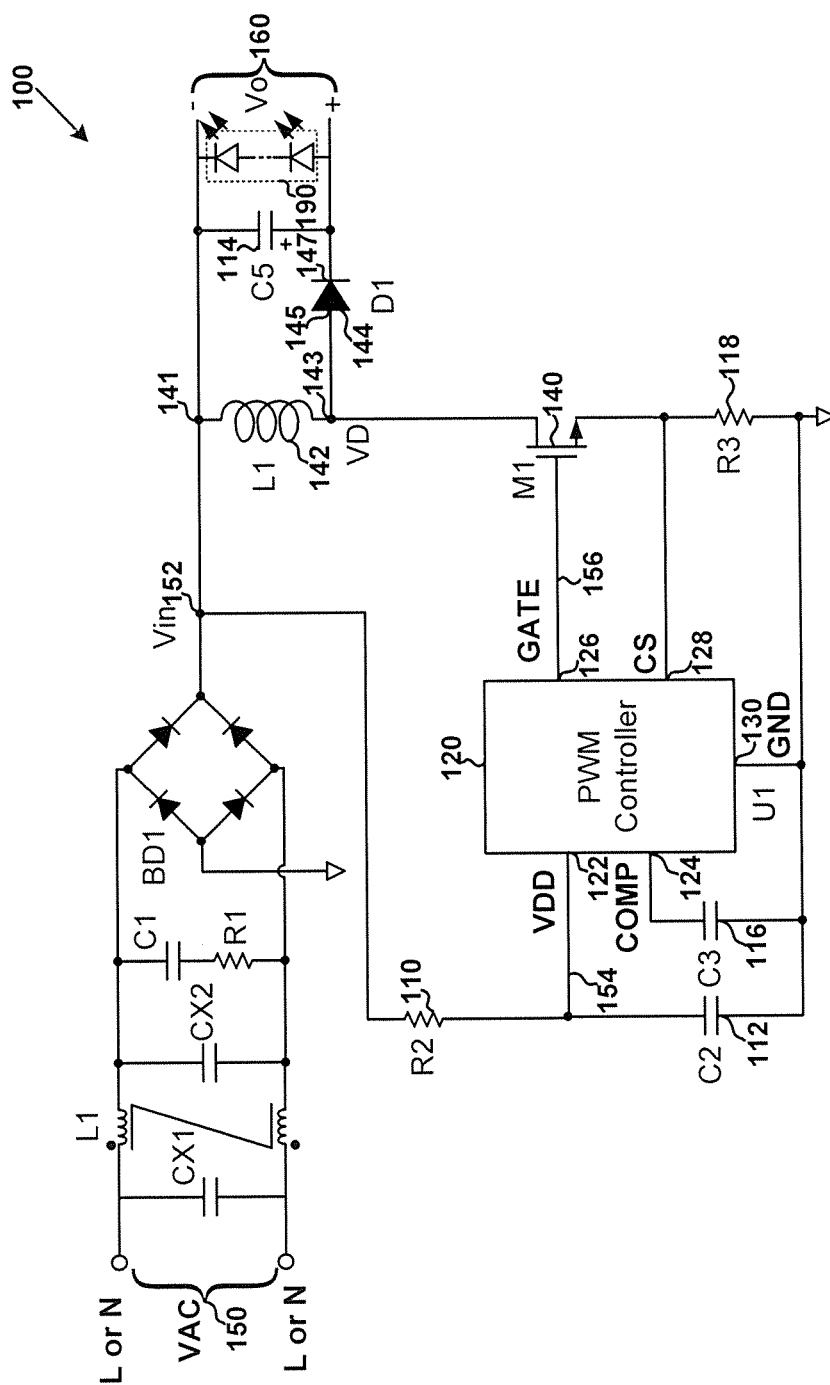 100
L or N
VAC
150
L or N
L1
CX1
CX2
C1
R1
BD1
Vin
152
141
L1
142
143
VD
145
144
147
D1
114
C5
+
190
-
Vo
160
+
R2
110
154
C2
112
C3
116
VDD
122
COMP
124
120
PWM
Controller
U1
130
GND
GATE
126
156
CS
128
M1
140
R3
118